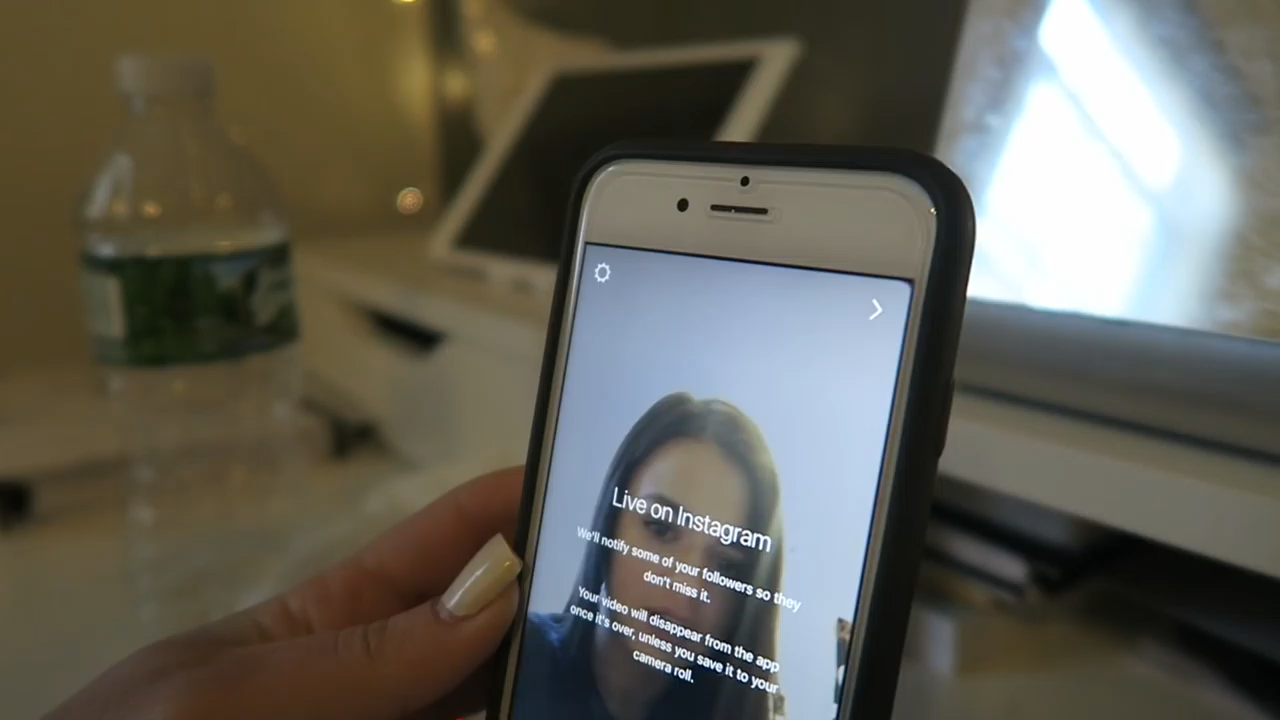 Live on Instagram
We'll notify some of your followers so they
don't miss it.
Your video will disappear from the app
once it's over, unless you save it to your
camera roll.